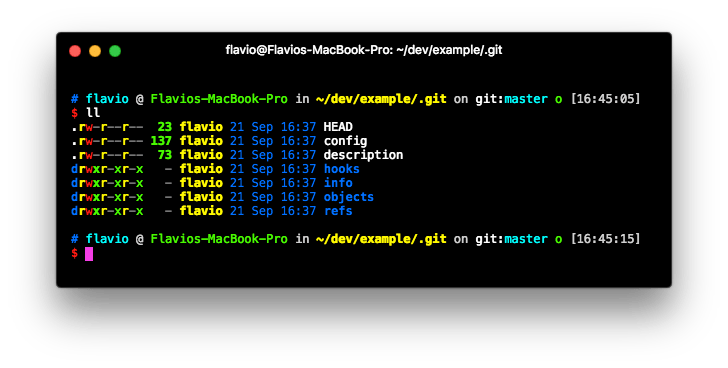 flavio@Flavios-MacBook-Pro: ~/dev/example/.git
# flavio @ Flavios-MacBook-Pro in ~/dev/example/.git on git:master o [16:45:05]
$ ll
.rw-r--r-- 23 flavio 21 Sep 16:37 HEAD
.rw-r--r-- 137 flavio 21 Sep 16:37 config
.rw-r--r-- 73 flavio 21 Sep 16:37 description
drwxr-xr-x - flavio 21 Sep 16:37 hooks
drwxr-xr-x - flavio 21 Sep 16:37 info
drwxr-xr-x - flavio 21 Sep 16:37 objects
drwxr-xr-x - flavio 21 Sep 16:37 refs
# flavio @ Flavios-MacBook-Pro in ~/dev/example/.git on git:master o [16:45:15]
$